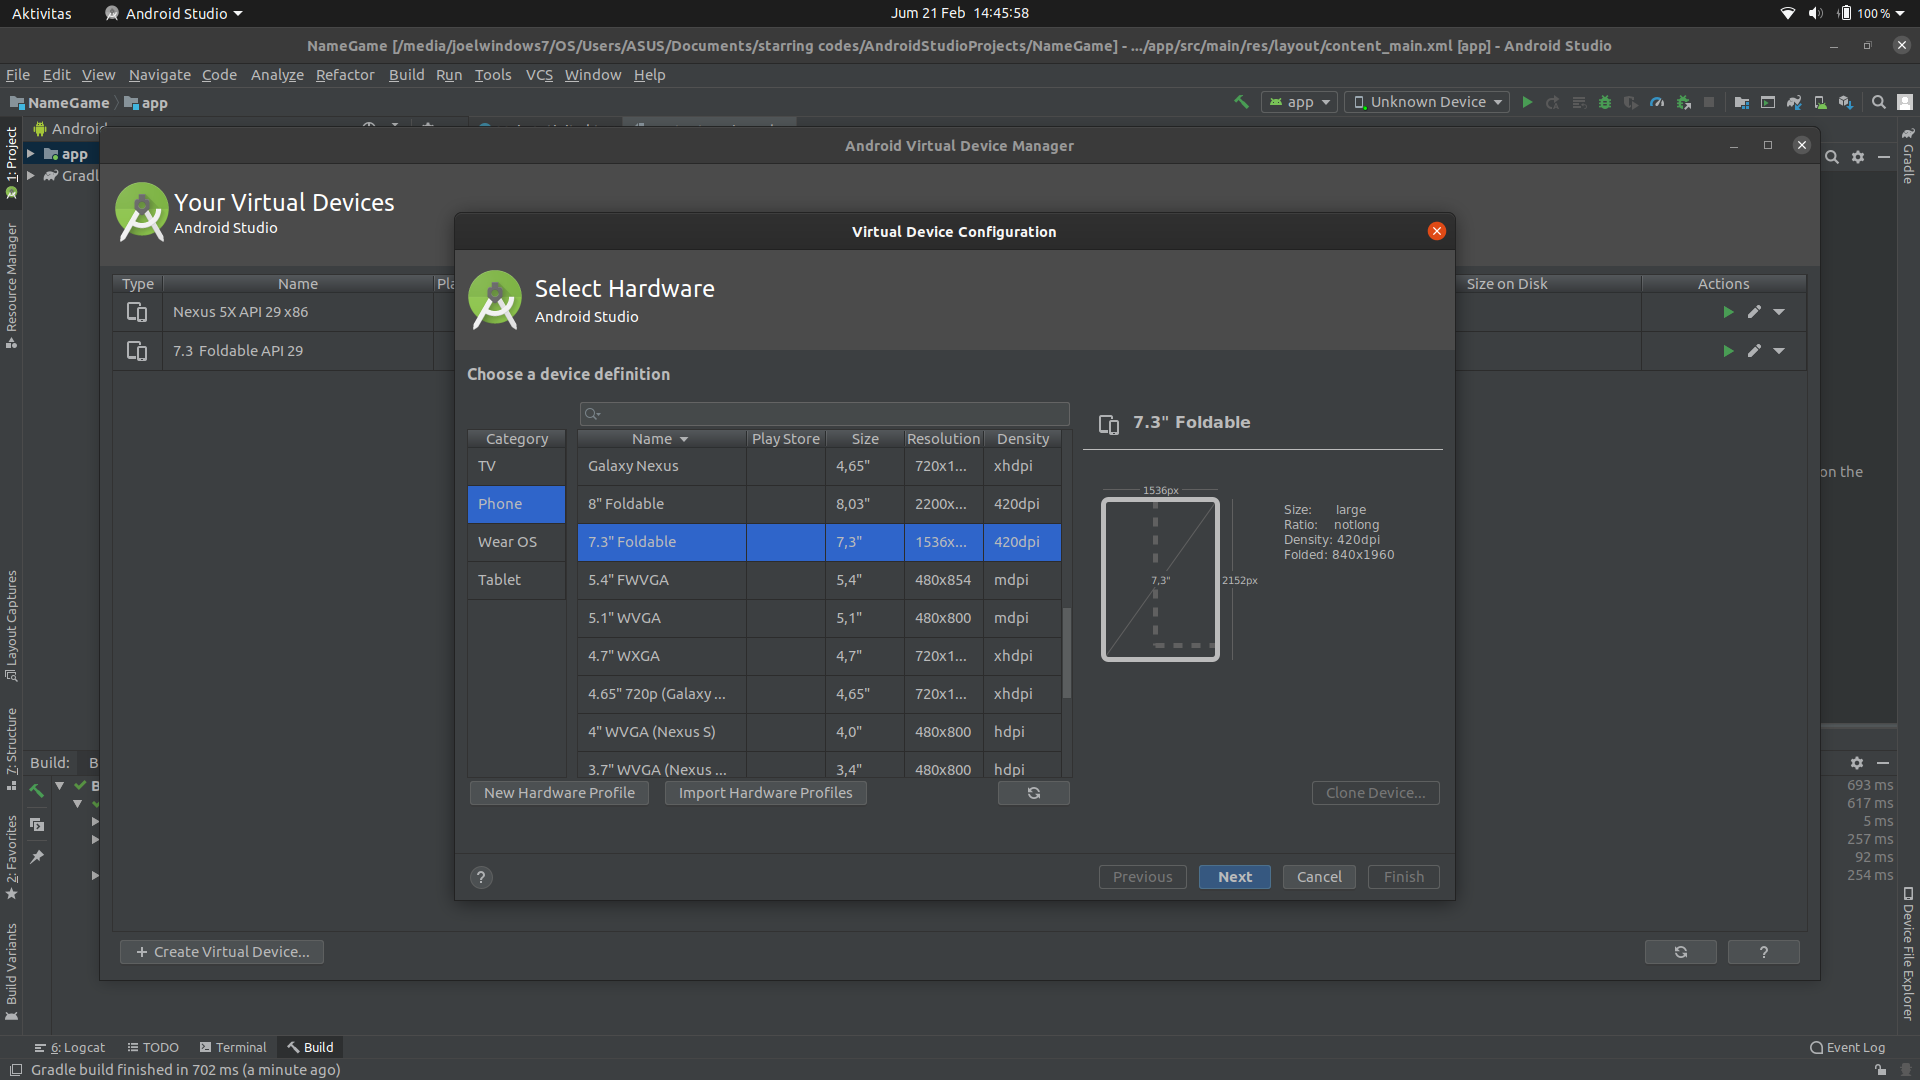 Aktivitas
Android Studio
Jum 21 Feb 14:45:58
100 %
NameGame [/media/joelwindows7/OS/Users/ASUS/Documents/starring codes/AndroidStudioProjects/NameGame] - .../app/src/main/res/layout/content_main.xml [app] - Android Studio
File Edit View Navigate Code Analyze Refactor Build Run Tools VCS Window Help
NameGame app
app
Unknown Device
Android
app
Gradl
1: Project
Resource Manager
Layout Captures
7: Structure
2: Favorites
Build Variants
Gradle
Device File Explorer
Android Virtual Device Manager
Your Virtual Devices
Android Studio
Type Name Pla Size on Disk Actions
Nexus 5X API 29 x86
7.3 Foldable API 29
Virtual Device Configuration
Select Hardware
Android Studio
Choose a device definition
Category
TV
Phone
Wear OS
Tablet
Name Play Store Size Resolution Density
Galaxy Nexus 4,65" 720x1... xhdpi
8" Foldable 8,03" 2200x... 420dpi
7.3" Foldable 7,3" 1536x... 420dpi
5.4" FWVGA 5,4" 480x854 mdpi
5.1" WVGA 5,1" 480x800 mdpi
4.7" WXGA 4,7" 720x1... xhdpi
4.65" 720p (Galaxy ... 4,65" 720x1... xhdpi
4" WVGA (Nexus S) 4,0" 480x800 hdpi
3.7" WVGA (Nexus ... 3,4" 480x800 hdpi
7.3" Foldable
1536px
7,3"
2152px
Size: large
Ratio: notlong
Density: 420dpi
Folded: 840x1960
New Hardware Profile
Import Hardware Profiles
Clone Device...
?
Previous
Next
Cancel
Finish
on the
Build: B
B
693 ms
617 ms
5 ms
257 ms
92 ms
254 ms
+ Create Virtual Device...
?
6: Logcat
TODO
Terminal
Build
Event Log
Gradle build finished in 702 ms (a minute ago)